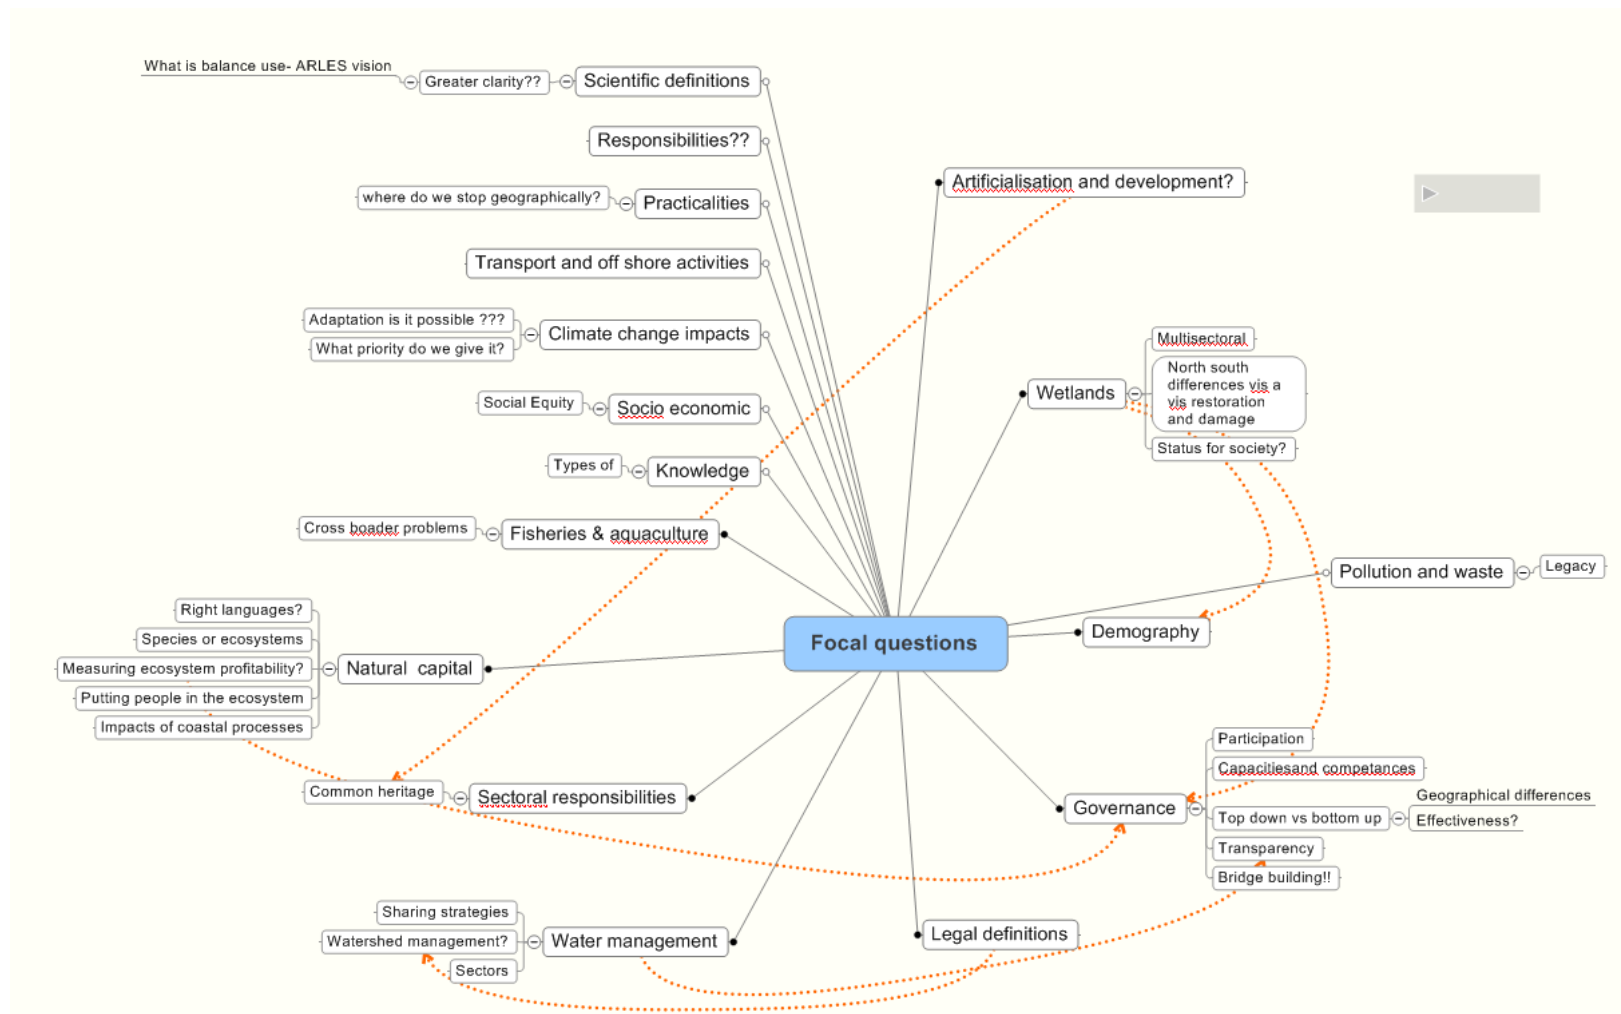 What is balance use- ARLES vision
Greater clarity??
Scientific definitions
Responsibilities??
where do we stop geographically?
Practicalities
Transport and off shore activities
Adaptation is it possible ???
What priority do we give it?
Climate change impacts
Social Equity
Socio economic
Types of
Knowledge
Cross boader problems
Fisheries & aquaculture
Right languages?
Species or ecosystems
Measuring ecosystem profitability?
Putting people in the ecosystem
Impacts of coastal processes
Natural capital
Common heritage
Sectoral responsibilities
Sharing strategies
Watershed management?
Sectors
Water management
Focal questions
Artificialisation and development?
Wetlands
Multisectoral
North south
differences vis a
vis restoration
and damage
Status for society?
Pollution and waste
Legacy
Demography
Governance
Participation
Capacitiesand competances
Top down vs bottom up
Geographical differences
Effectiveness?
Transparency
Bridge building!!
Legal definitions